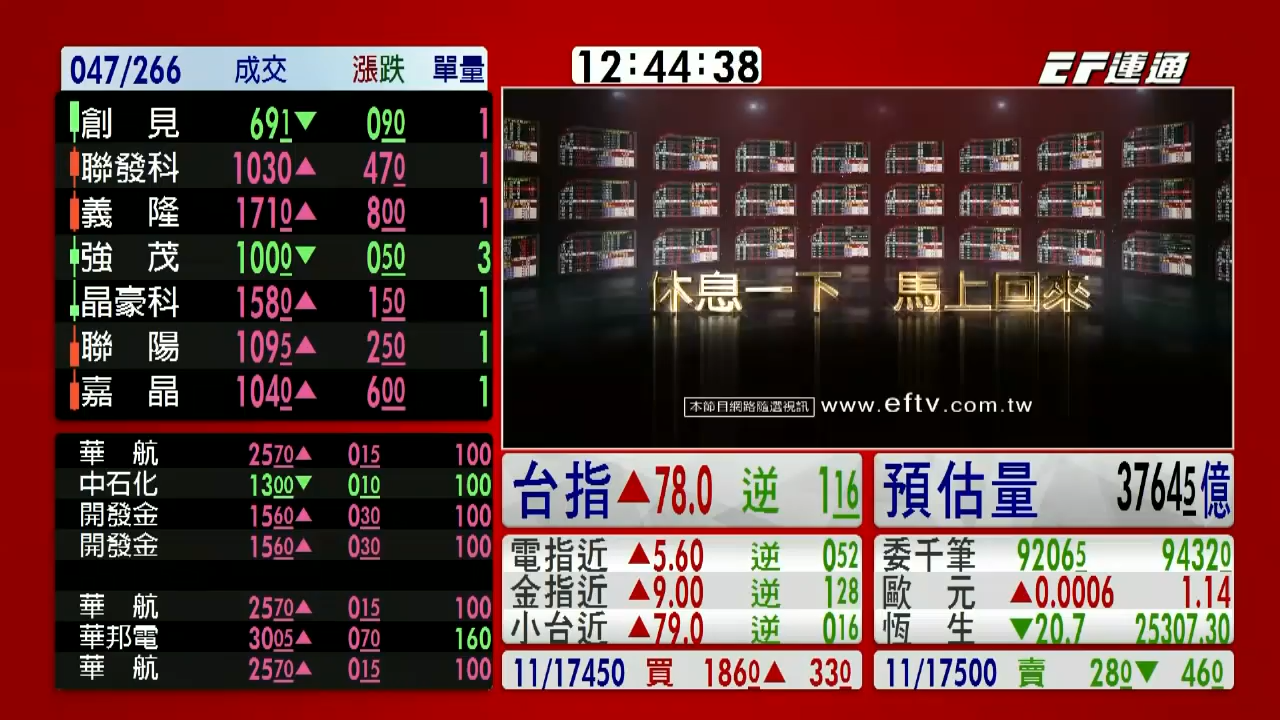 047/266 成交 漲跌 單量
創見 691▼ 090 1
聯發科 1030▲ 470 1
義隆 1710▲ 800 1
強茂 1000▼ 050 3
晶豪科 1580▲ 150 1
聯陽 1095▲ 250 1
嘉晶 1040▲ 600 1
華航 2570▲ 015 100
中石化 1300▼ 010 100
開發金 1560▲ 030 100
開發金 1560▲ 030 100
華航 2570▲ 015 100
華邦電 3005▲ 070 160
華航 2570▲ 015 100
12:44:38
EF運通
休息一下 馬上回來
本節目網路隨選視訊 www.eftv.com.tw
台指▲78.0 逆 116
預估量 37645億
電指近 ▲5.60 逆 052
金指近 ▲9.00 逆 128
小台近 ▲79.0 逆 016
委千筆 92065 94320
歐元 ▲0.0006 1.14
恆生 ▼20.7 25307.30
11/17450 買 1860▲ 330
11/17500 賣 280▼ 460